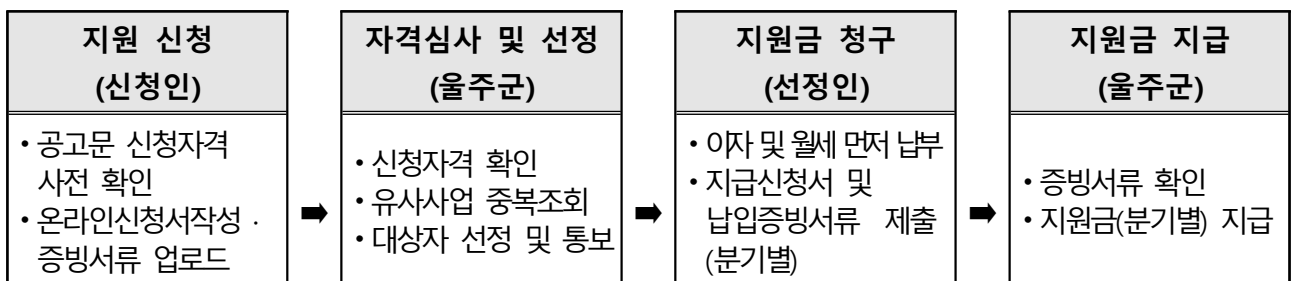 지원 신청
(신청인)
• 공고문 신청자격
사전 확인
• 온라인신청서작성 ·
증빙서류 업로드
➡
자격심사 및 선정
(울주군)
• 신청자격 확인
• 유사사업 중복조회
• 대상자 선정 및 통보
➡
지원금 청구
(선정인)
• 이자 및 월세 먼저 납부
• 지급신청서 및
납입증빙서류 제출
(분기별)
➡
지원금 지급
(울주군)
• 증빙서류 확인
• 지원금(분기별) 지급